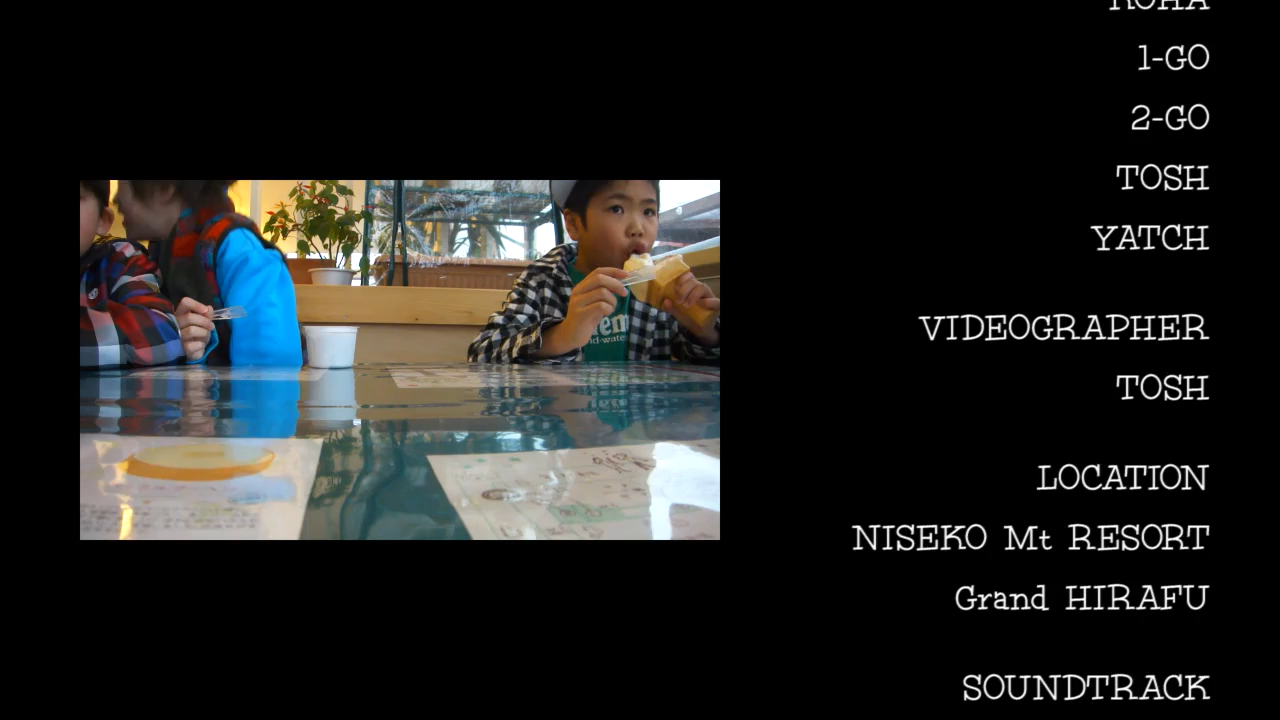 1-GO
2-GO
TOSH
YATCH
VIDEOGRAPHER
TOSH
LOCATION
NISEKO Mt RESORT
Grand HIRAFU
SOUNDTRACK